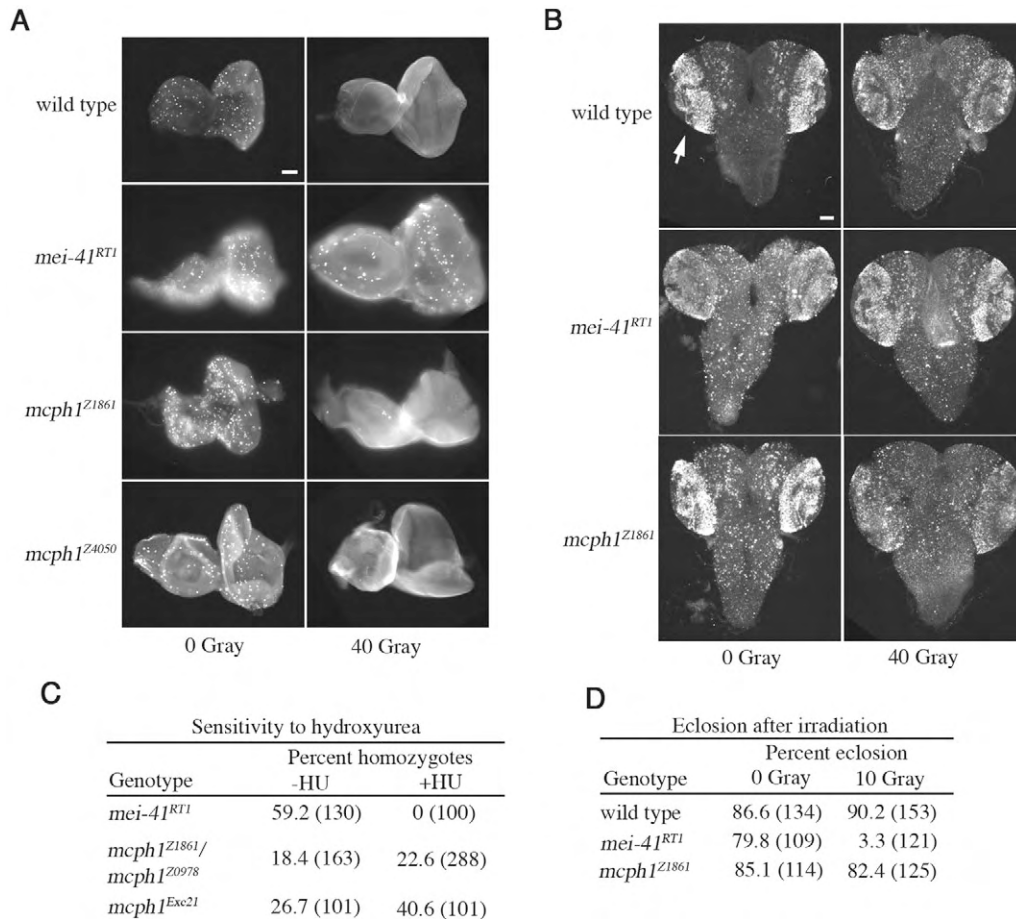 A
wild type
mei-41RT1
mcph1Z1861
mcph1Z4050
0 Gray 40 Gray
B
wild type
mei-41RT1
mcph1Z1861
0 Gray 40 Gray
C
Sensitivity to hydroxyurea
Percent homozygotes
Genotype -HU +HU
mei-41RT1 59.2 (130) 0 (100)
mcph1Z1861/
mcph1Z0978 18.4 (163) 22.6 (288)
mcph1Exc21 26.7 (101) 40.6 (101)
D
Eclosion after irradiation
Percent eclosion
Genotype 0 Gray 10 Gray
wild type 86.6 (134) 90.2 (153)
mei-41RT1 79.8 (109) 3.3 (121)
mcph1Z1861 85.1 (114) 82.4 (125)